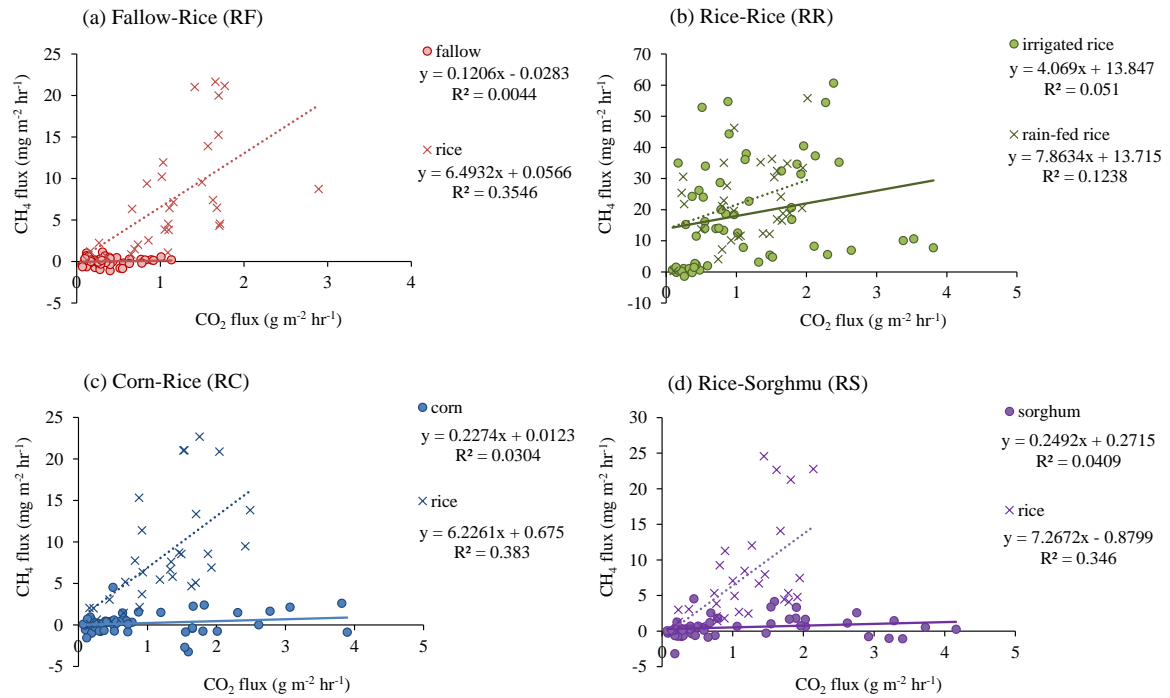 (a) Fallow-Rice (RF)
25
20
15
10
5
0
-5
0
1
2
3
4
CH₄ flux (mg m⁻² hr⁻¹)
CO₂ flux (g m⁻² hr⁻¹)
fallow
y = 0.1206x - 0.0283
R² = 0.0044
rice
y = 6.4932x + 0.0566
R² = 0.3546
(b) Rice-Rice (RR)
70
60
50
40
30
20
10
0
-10
0
1
2
3
4
5
CH₄ flux (mg m⁻² hr⁻¹)
CO₂ flux (g m⁻² hr⁻¹)
irrigated rice
y = 4.069x + 13.847
R² = 0.051
rain-fed rice
y = 7.8634x + 13.715
R² = 0.1238
(c) Corn-Rice (RC)
25
20
15
10
5
0
-5
0
1
2
3
4
5
CH₄ flux (mg m⁻² hr⁻¹)
CO₂ flux (g m⁻² hr⁻¹)
corn
y = 0.2274x + 0.0123
R² = 0.0304
rice
y = 6.2261x + 0.675
R² = 0.383
(d) Rice-Sorghmu (RS)
30
25
20
15
10
5
0
-5
0
1
2
3
4
5
CH₄ flux (mg m⁻² hr⁻¹)
CO₂ flux (g m⁻² hr⁻¹)
sorghum
y = 0.2492x + 0.2715
R² = 0.0409
rice
y = 7.2672x - 0.8799
R² = 0.346